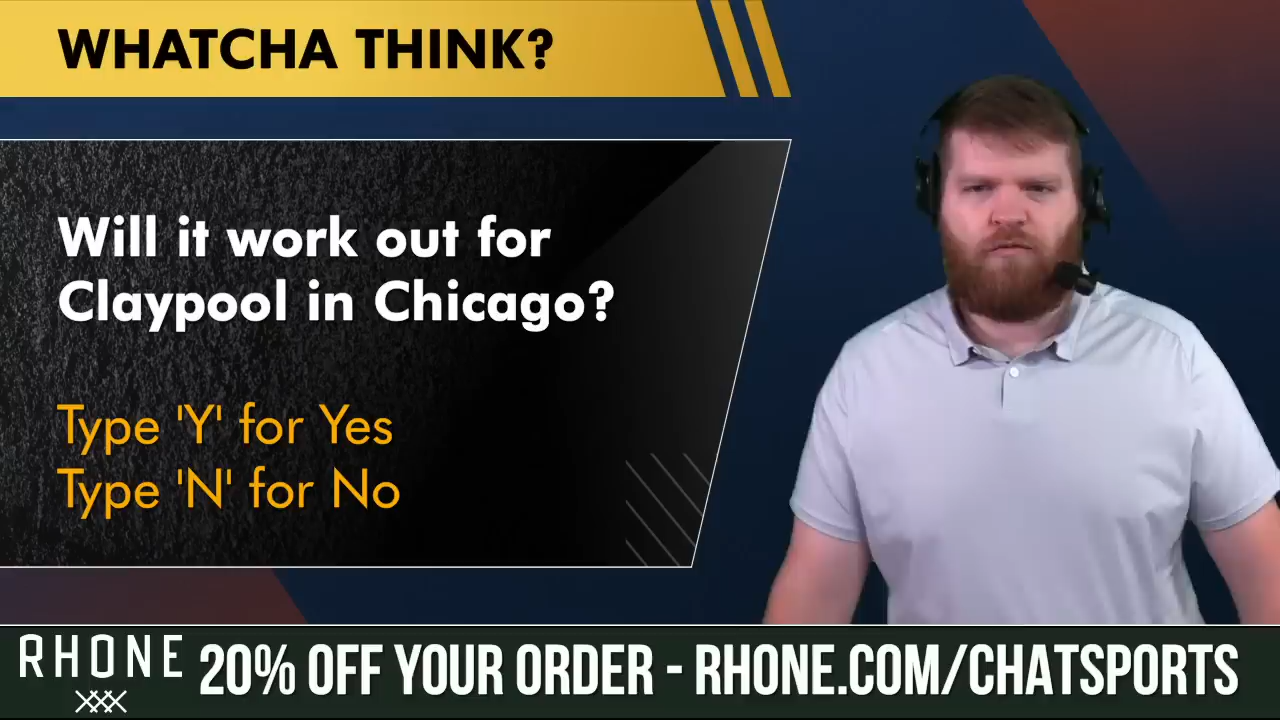 WHATCHA THINK?
Will it work out for
Claypool in Chicago?
Type 'Y' for Yes
Type 'N' for No
RHONE 20% OFF YOUR ORDER - RHONE.COM/CHATSPORTS